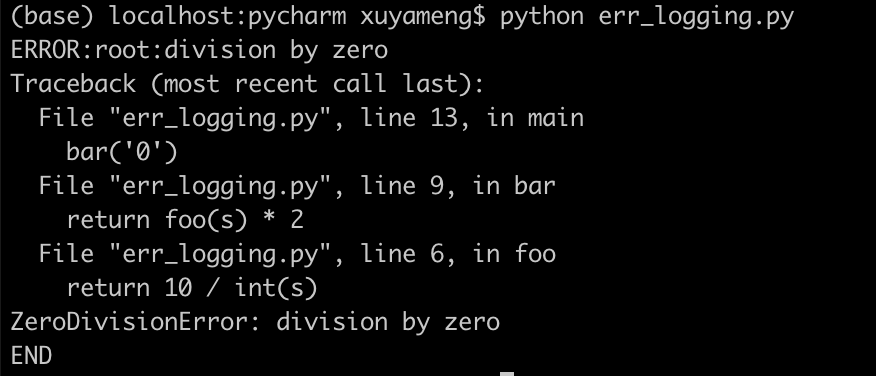 (base) localhost:pycharm xuyameng$ python err_logging.py
ERROR:root:division by zero
Traceback (most recent call last):
  File "err_logging.py", line 13, in main
    bar('0')
  File "err_logging.py", line 9, in bar
    return foo(s) * 2
  File "err_logging.py", line 6, in foo
    return 10 / int(s)
ZeroDivisionError: division by zero
END